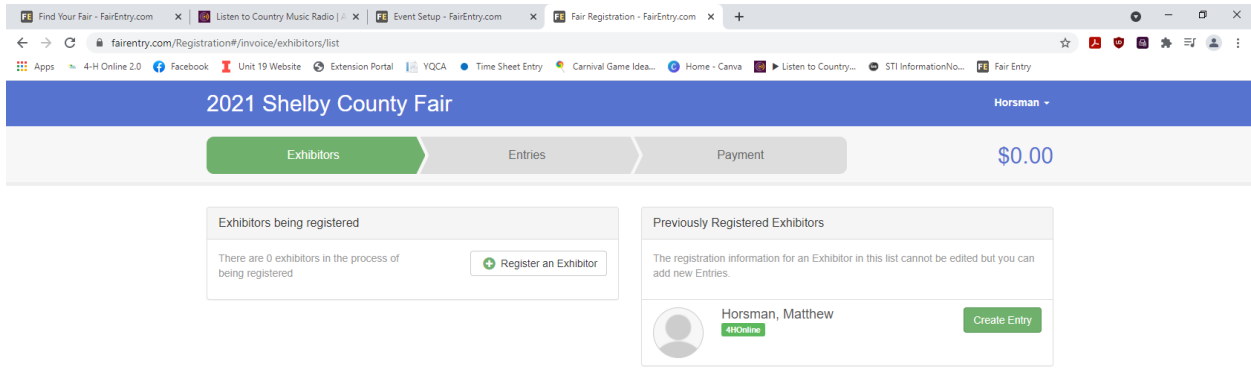 FE Find Your Fair - FairEntry.com
Listen to Country Music Radio |
FE Event Setup - FairEntry.com
FE Fair Registration - FairEntry.com
fairentry.com/Registration#/invoice/exhibitors/list
Apps 4-H Online 2.0 Facebook Unit 19 Website Extension Portal YQCA Time Sheet Entry Carnival Game Idea... Home - Canva Listen to Country... STI InformationNo... FE Fair Entry
2021 Shelby County Fair
Horsman
Exhibitors
Entries
Payment
$0.00
Exhibitors being registered
There are 0 exhibitors in the process of
being registered
Register an Exhibitor
Previously Registered Exhibitors
The registration information for an Exhibitor in this list cannot be edited but you can
add new Entries.
Horsman, Matthew
4HOnline
Create Entry